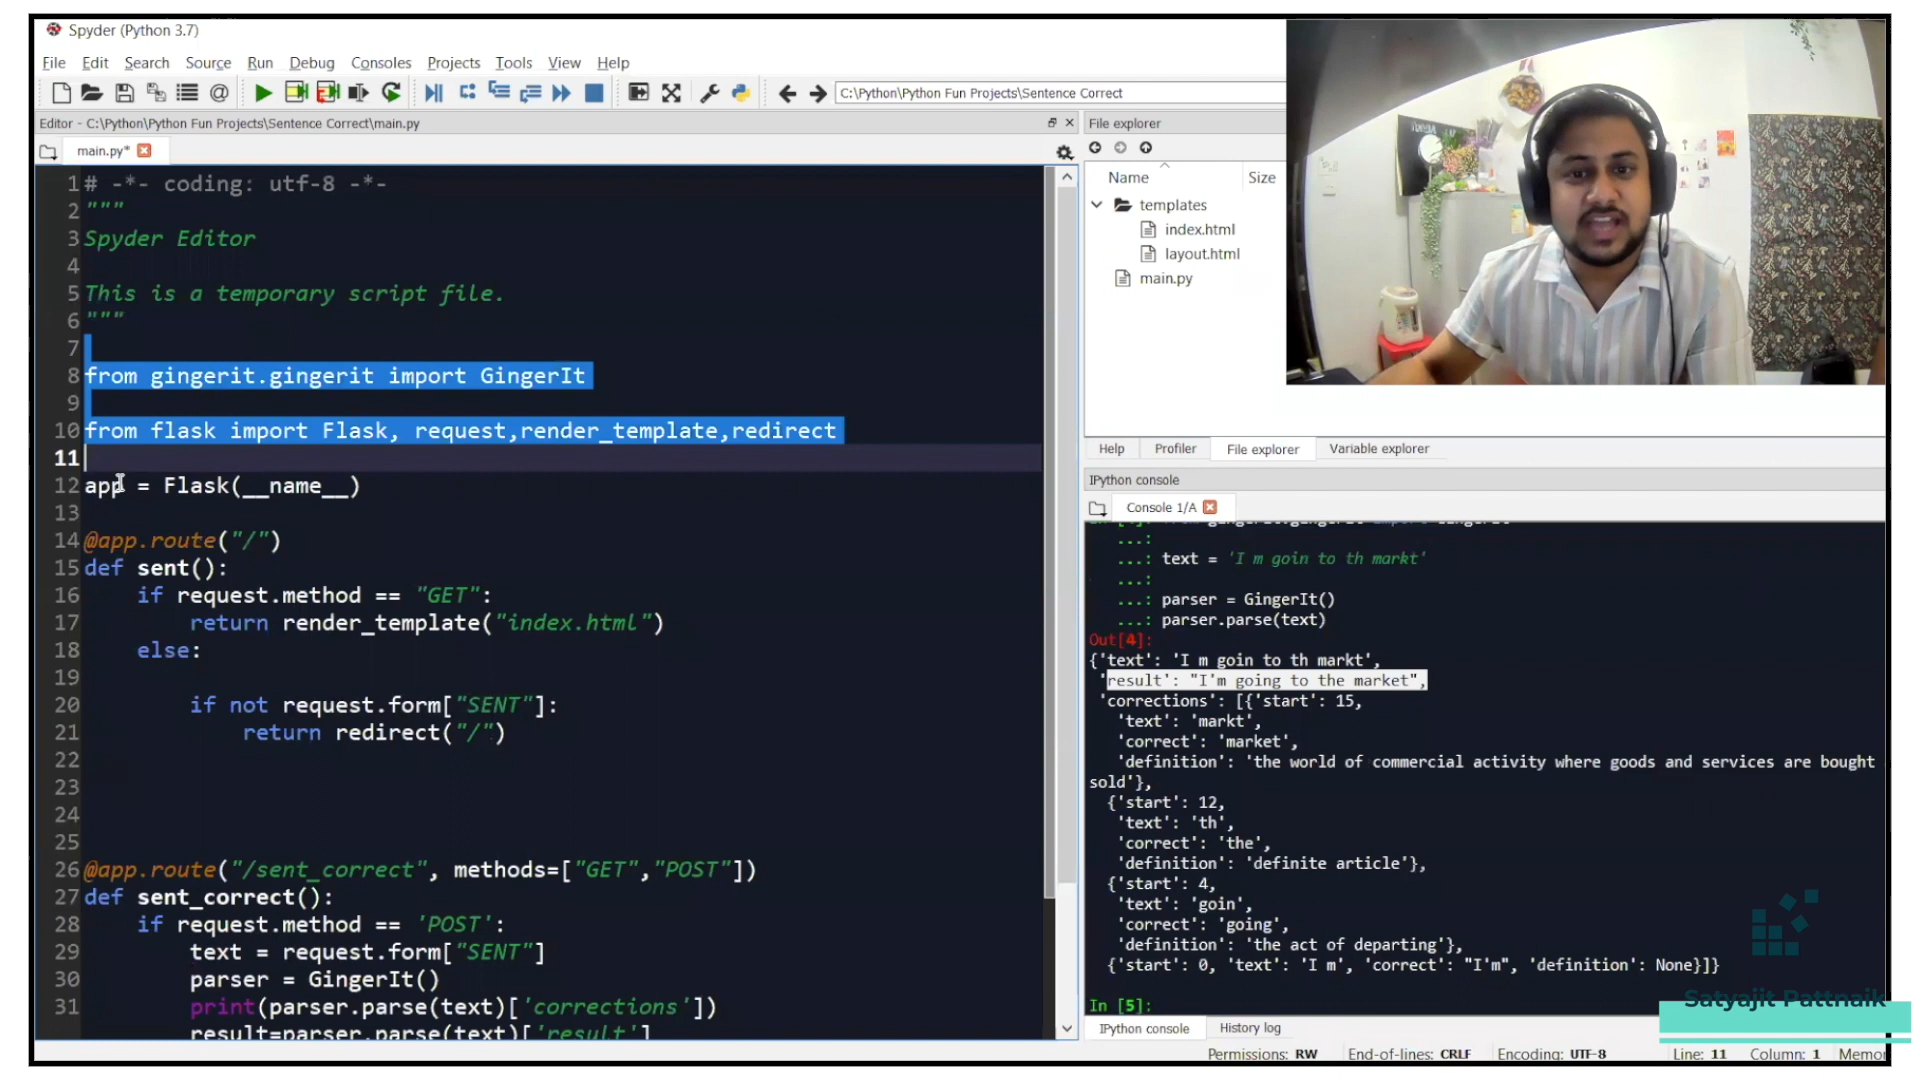 Spyder (Python 3.7)
File Edit Search Source Run Debug Consoles Projects Tools View Help
C:\Python\Python Fun Projects\Sentence Correct
Editor - C:\Python\Python Fun Projects\Sentence Correct\main.py
main.py*
1 # -*- coding: utf-8 -*-
2 """
3 Spyder Editor
4
5 This is a temporary script file.
6 """
7
8 from gingerit.gingerit import GingerIt
9
10 from flask import Flask, request,render_template,redirect
11
12 app = Flask(__name__)
13
14 @app.route("/")
15 def sent():
16     if request.method == "GET":
17         return render_template("index.html")
18     else:
19
20         if not request.form["SENT"]:
21             return redirect("/")
22
23
24
25
26 @app.route("/sent_correct", methods=["GET","POST"])
27 def sent_correct():
28     if request.method == 'POST':
29         text = request.form["SENT"]
30         parser = GingerIt()
31         print(parser.parse(text)['corrections'])
result=parser.parse(text)['result']
File explorer
Name Size
templates
index.html
layout.html
main.py
Help Profiler File explorer Variable explorer
IPython console
Console 1/A
...:
...: text = 'I m goin to th markt'
...:
...: parser = GingerIt()
...: parser.parse(text)
Out[4]:
{'text': 'I m goin to th markt',
'result': "I'm going to the market",
'corrections': [{'start': 15,
'text': 'markt',
'correct': 'market',
'definition': 'the world of commercial activity where goods and services are bought
sold'},
{'start': 12,
'text': 'th',
'correct': 'the',
'definition': 'definite article'},
{'start': 4,
'text': 'goin',
'correct': 'going',
'definition': 'the act of departing'},
{'start': 0, 'text': 'I m', 'correct': "I'm", 'definition': None}]}
In [5]:
IPython console History log
Satyajit Pattnaik
Permissions: RW End-of-lines: CRLF Encoding: UTF-8 Line: 11 Column: 1